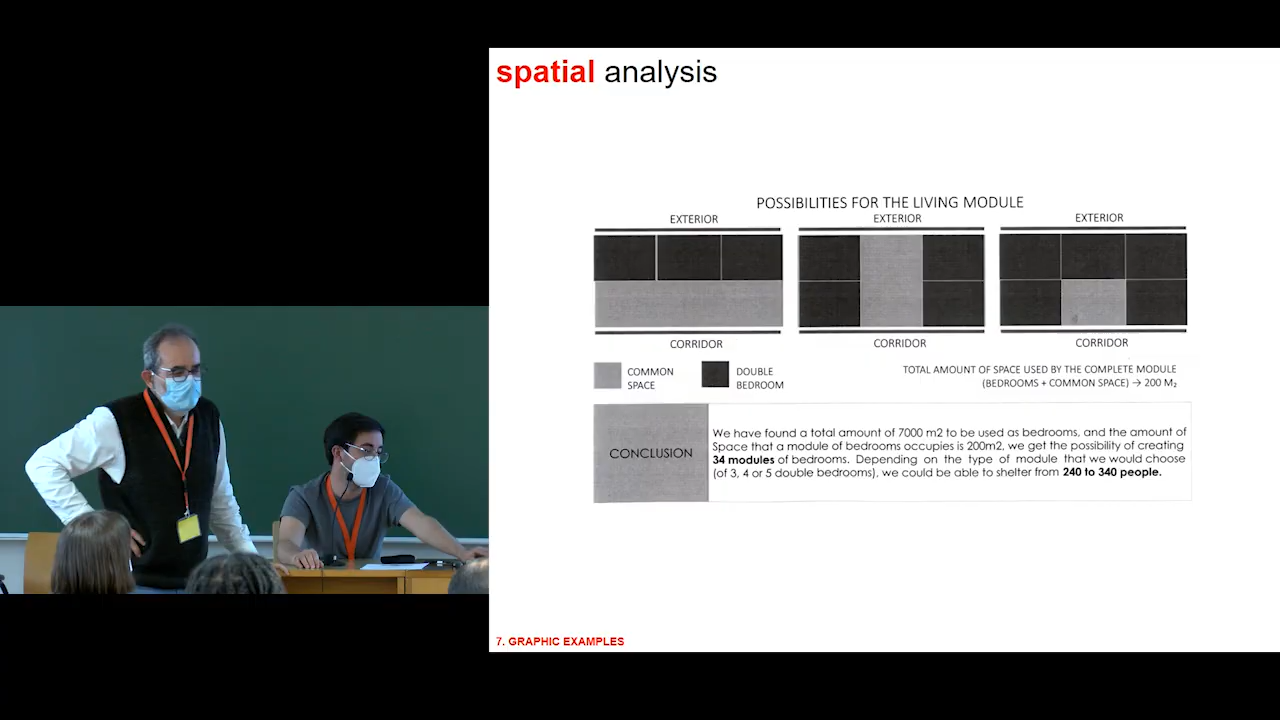 spatial analysis
POSSIBILITIES FOR THE LIVING MODULE
EXTERIOR
EXTERIOR
EXTERIOR
CORRIDOR
CORRIDOR
CORRIDOR
COMMON
SPACE
DOUBLE
BEDROOM
TOTAL AMOUNT OF SPACE USED BY THE COMPLETE MODULE
(BEDROOMS + COMMON SPACE) → 200 M₂
CONCLUSION
We have found a total amount of 7000 m2 to be used as bedrooms, and the amount of
Space that a module of bedrooms occupies is 200m2, we get the possibility of creating
34 modules of bedrooms. Depending on the type of module that we would choose
(of 3, 4 or 5 double bedrooms), we could be able to shelter from 240 to 340 people.
7. GRAPHIC EXAMPLES